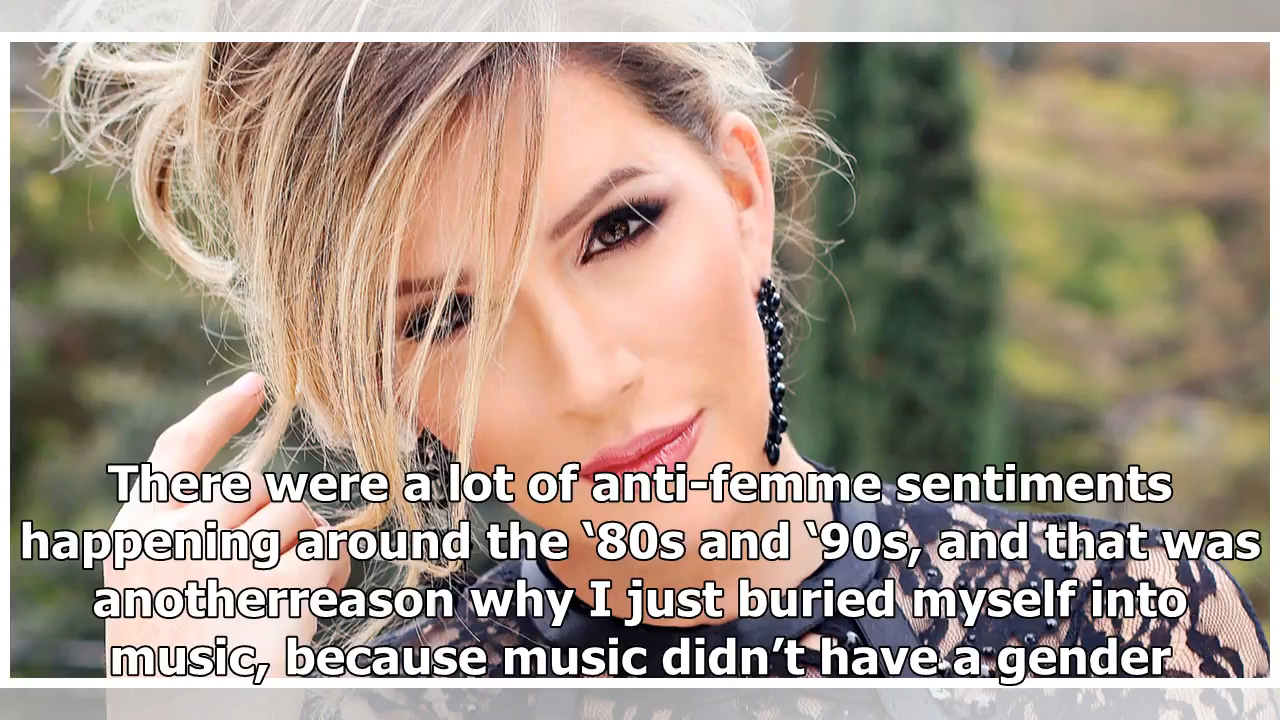 There were a lot of anti-femme sentiments
happening around the ‘80s and ‘90s, and that was
anotherreason why I just buried myself into
music, because music didn’t have a gender